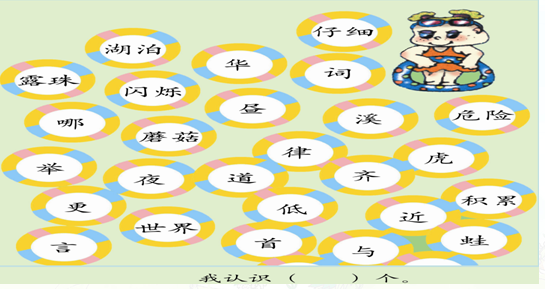 仔细
湖泊
华
词
露珠
闪烁
昼
哪
溪
危险
蘑菇
律
虎
举
夜
道
齐
更
低
近
积累
世界
言
首
与
蛙
我认识（　　）个。